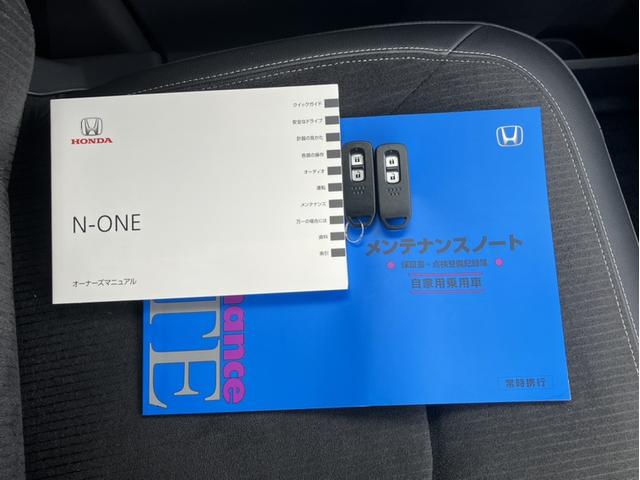 HONDA
N-ONE
オーナーズマニュアル
クイックガイド
安全なドライブ
計器の見かた
各部の操作
オーディオ
運転
メンテナンス
万一の場合には
資料
索引
メンテナンスノート
保証書・点検整備記録簿
自家用乗用車
常時携行
nance
TE